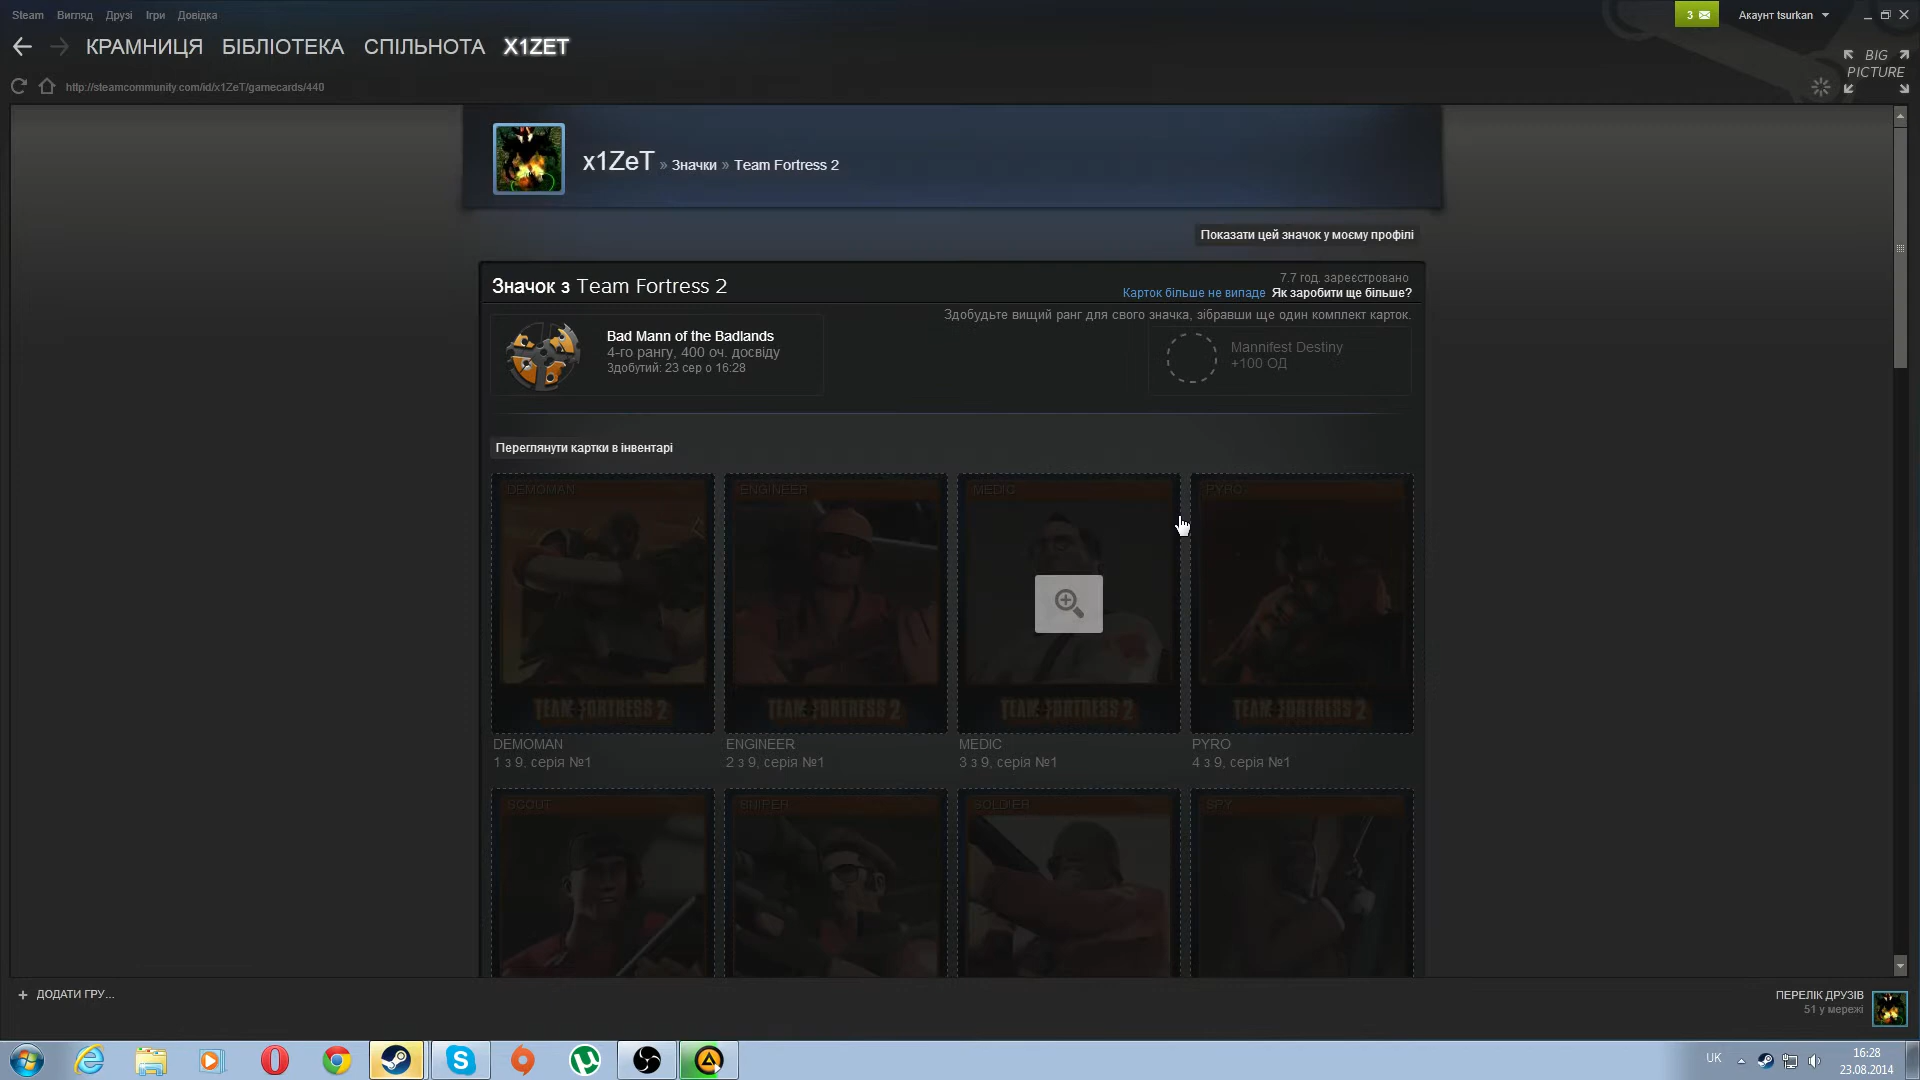 Steam Вигляд Друзі Ігри Довідка
3 Акаунт tsurkan
КРАМНИЦЯ БІБЛІОТЕКА СПІЛЬНОТА X1ZET
BIG PICTURE
http://steamcommunity.com/id/x1ZeT/gamecards/440
x1ZeT » Значки » Team Fortress 2
Показати цей значок у моєму профілі
Значок з Team Fortress 2
7.7 год. зареєстровано
Карток більше не випаде Як заробити ще більше?
Здобудьте вищий ранг для свого значка, зібравши ще один комплект карток.
Bad Mann of the Badlands
4-го рангу, 400 оч. досвіду
Здобутий: 23 сер о 16:28
Mannifest Destiny
+100 ОД
Переглянути картки в інвентарі
DEMOMAN ENGINEER MEDIC PYRO
TEAM FORTRESS 2 TEAM FORTRESS 2 TEAM FORTRESS 2 TEAM FORTRESS 2
DEMOMAN ENGINEER MEDIC PYRO
1 з 9, серія №1 2 з 9, серія №1 3 з 9, серія №1 4 з 9, серія №1
SCOUT SNIPER SOLDIER SPY
+ ДОДАТИ ГРУ...
ПЕРЕЛІК ДРУЗІВ
51 у мережі
UK 16:28
23.08.2014